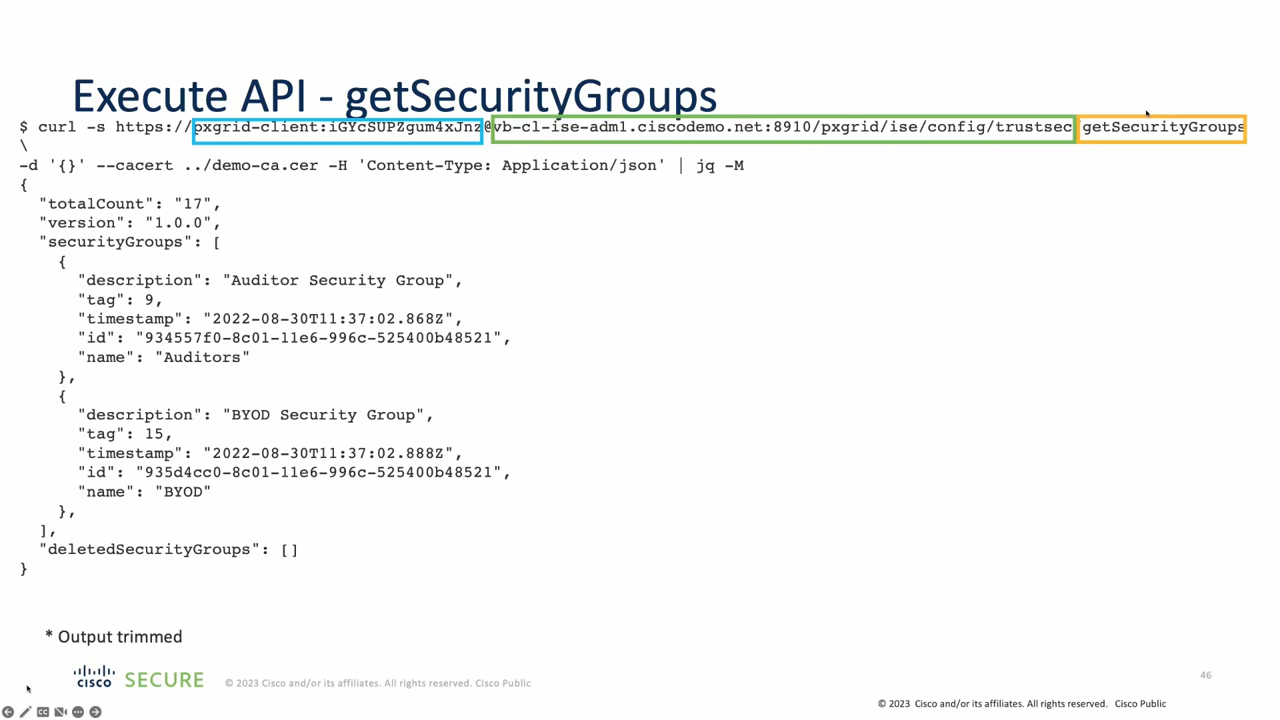 Execute API - getSecurityGroups
$ curl -s https://pxgrid-client:iGYcSUPZgum4xJnz@vb-cl-ise-adm1.ciscodemo.net:8910/pxgrid/ise/config/trustsec getSecurityGroups
\
-d '{}' --cacert ../demo-ca.cer -H 'Content-Type: Application/json' | jq -M
{
  "totalCount": "17",
  "version": "1.0.0",
  "securityGroups": [
    {
      "description": "Auditor Security Group",
      "tag": 9,
      "timestamp": "2022-08-30T11:37:02.868Z",
      "id": "934557f0-8c01-11e6-996c-525400b48521",
      "name": "Auditors"
    },
    {
      "description": "BYOD Security Group",
      "tag": 15,
      "timestamp": "2022-08-30T11:37:02.888Z",
      "id": "935d4cc0-8c01-11e6-996c-525400b48521",
      "name": "BYOD"
    },
  ],
  "deletedSecurityGroups": []
}
* Output trimmed
CISCO SECURE © 2023 Cisco and/or its affiliates. All rights reserved. Cisco Public 46
© 2023 Cisco and/or its affiliates. All rights reserved. Cisco Public